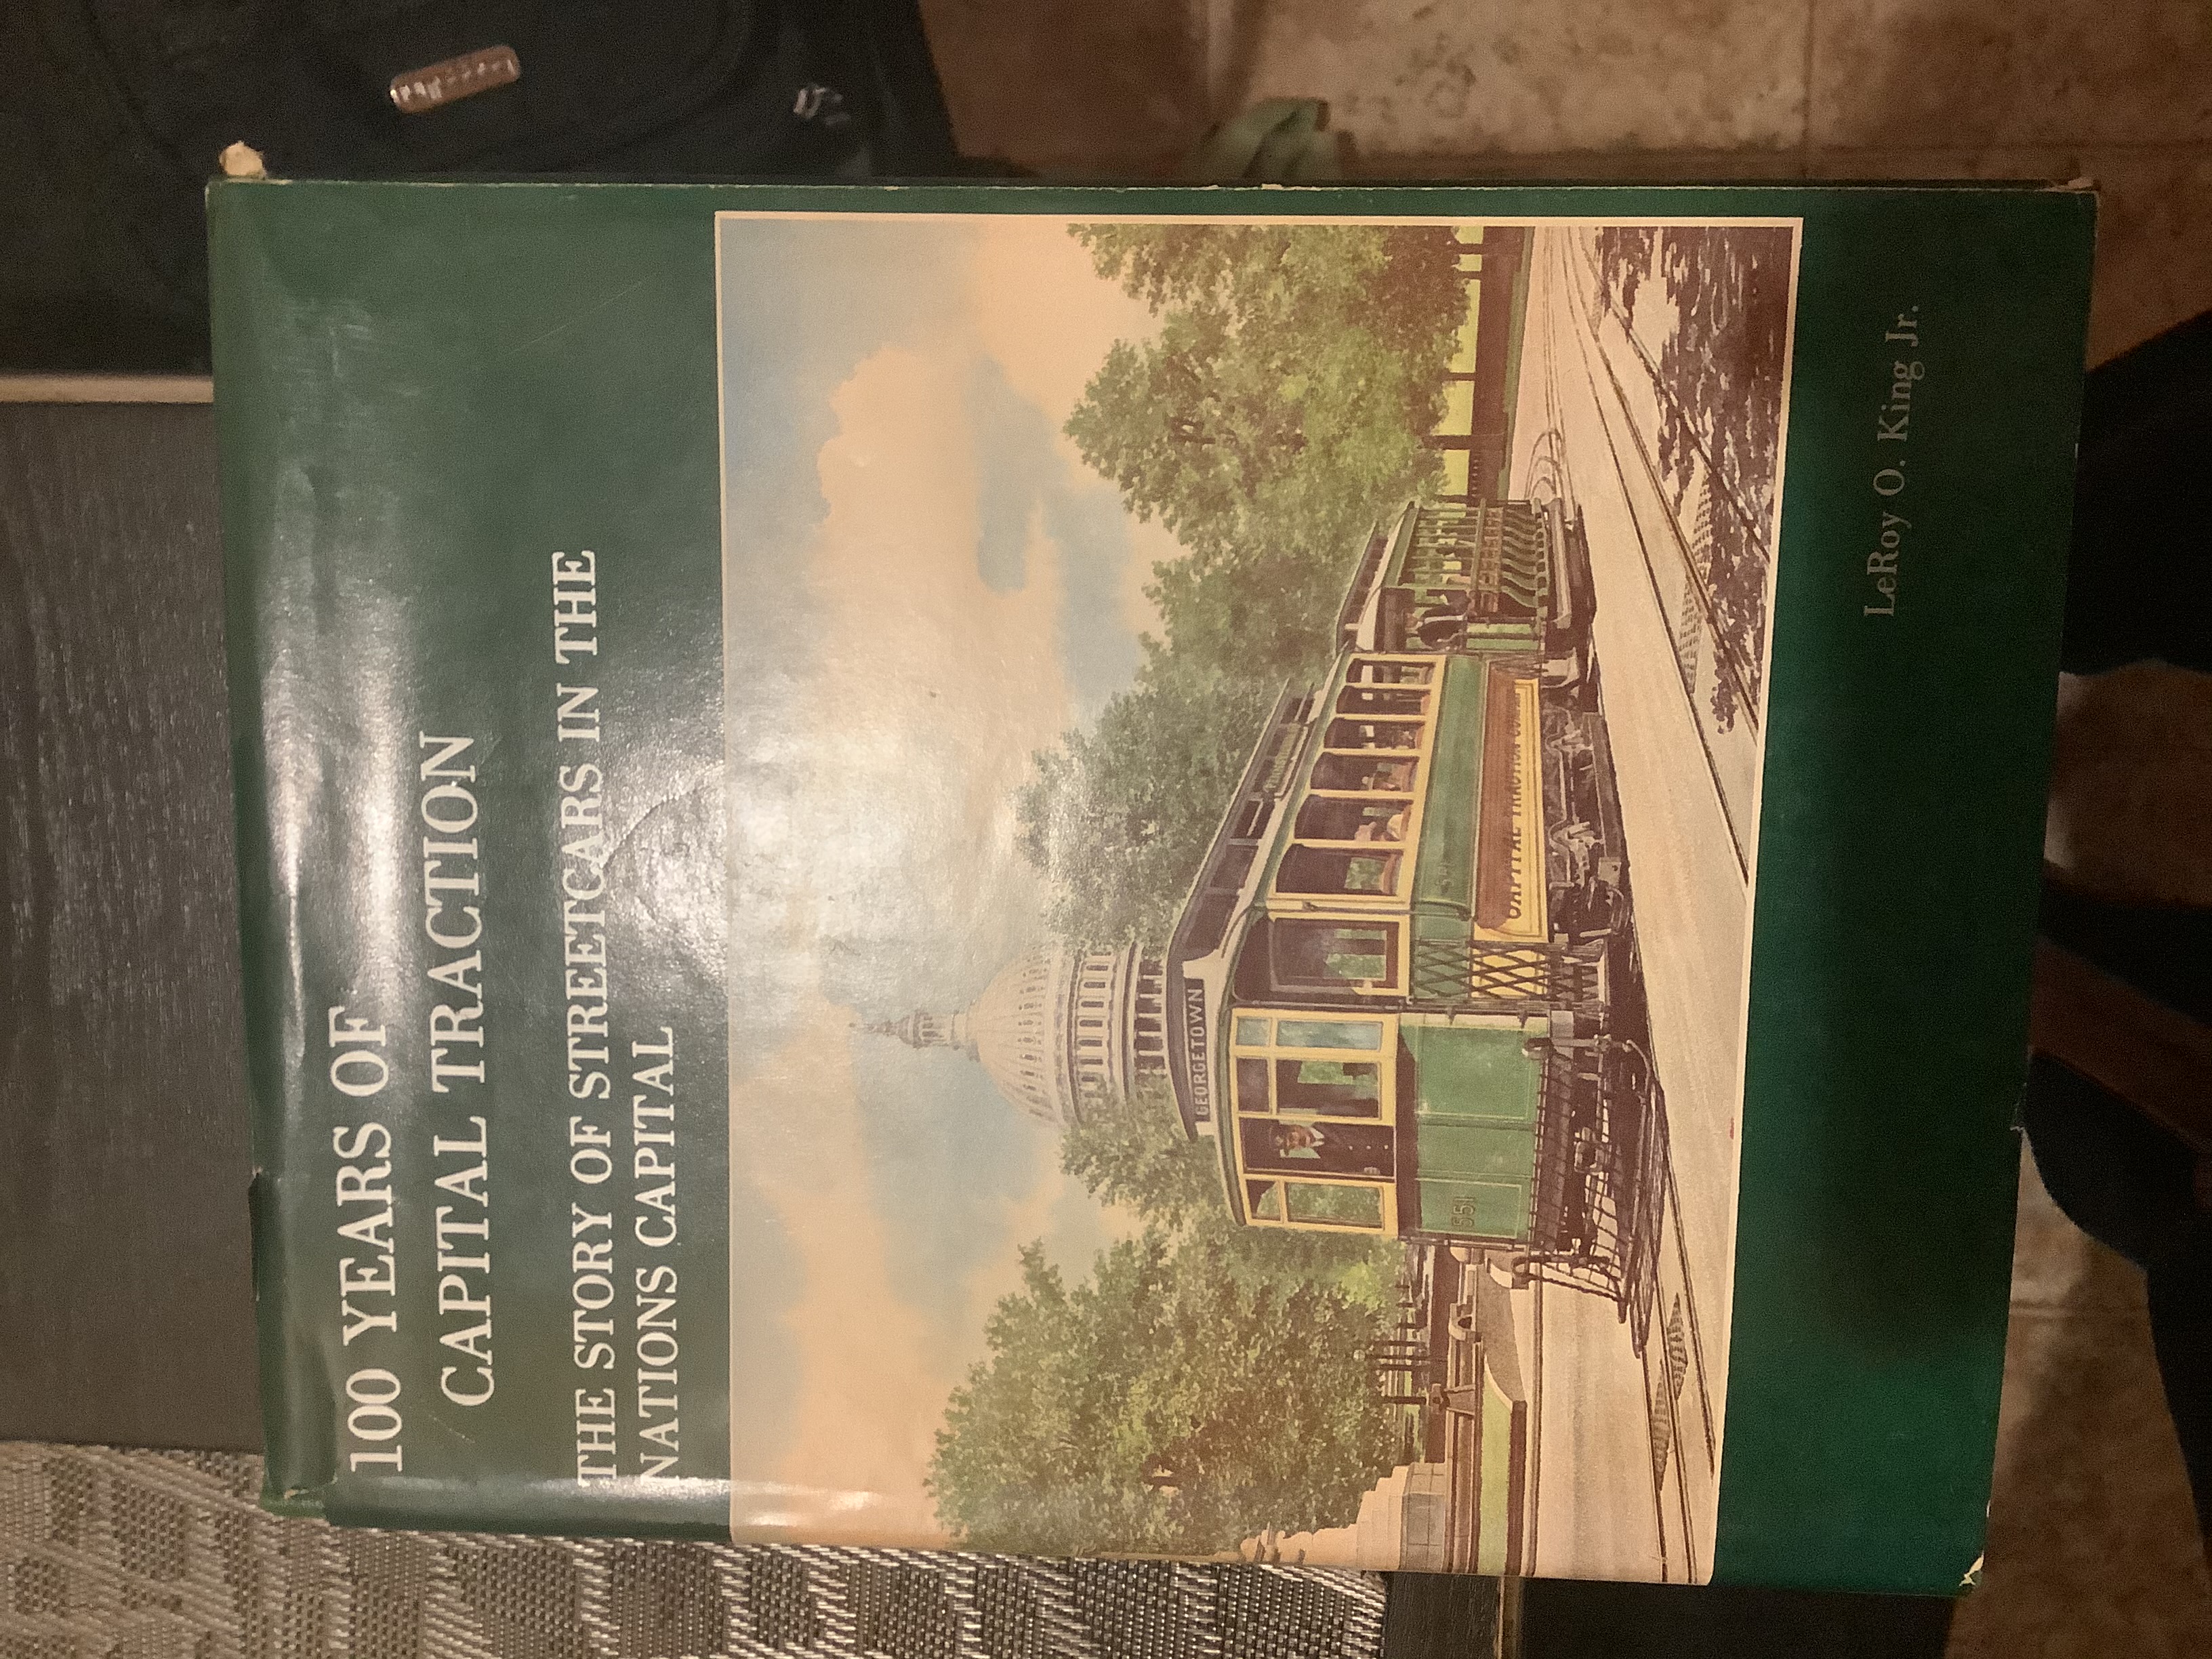 100 YEARS OF
CAPITAL TRACTION
THE STORY OF STREETCARS IN THE
NATIONS CAPITAL
GEORGETOWN
CAPITAL TRACTION
551
LeRoy O. King Jr.